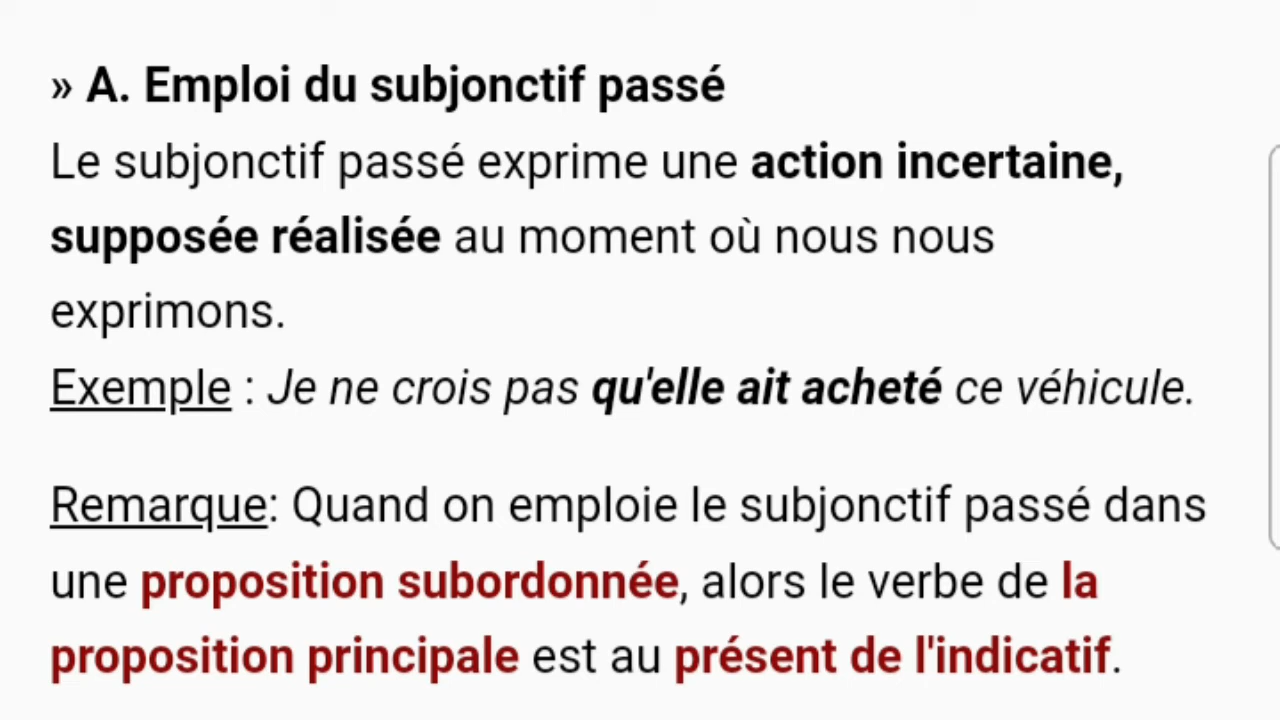 » A. Emploi du subjonctif passé
Le subjonctif passé exprime une action incertaine,
supposée réalisée au moment où nous nous
exprimons.
Exemple : Je ne crois pas qu'elle ait acheté ce véhicule.
Remarque: Quand on emploie le subjonctif passé dans
une proposition subordonnée, alors le verbe de la
proposition principale est au présent de l'indicatif.